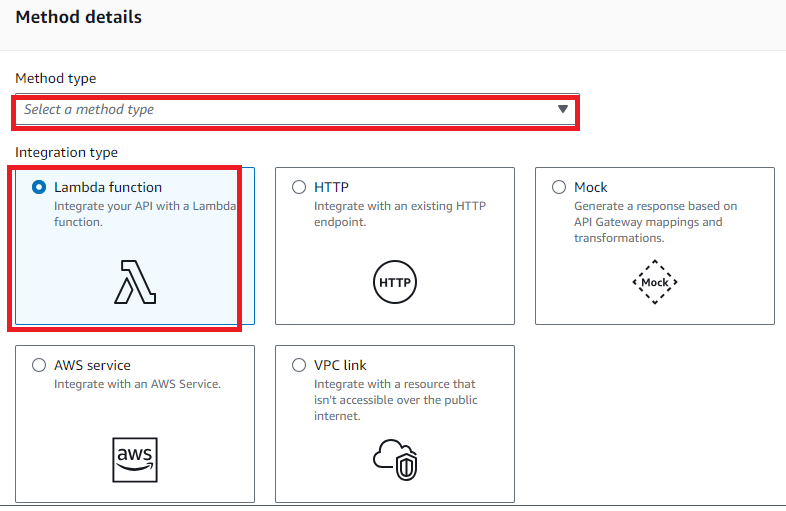 Method details
Method type
Select a method type
Integration type
Lambda function
Integrate your API with a Lambda
function.
HTTP
Integrate with an existing HTTP
endpoint.
HTTP
Mock
Generate a response based on
API Gateway mappings and
transformations.
Mock
AWS service
Integrate with an AWS Service.
aws
VPC link
Integrate with a resource that
isn't accessible over the public
internet.